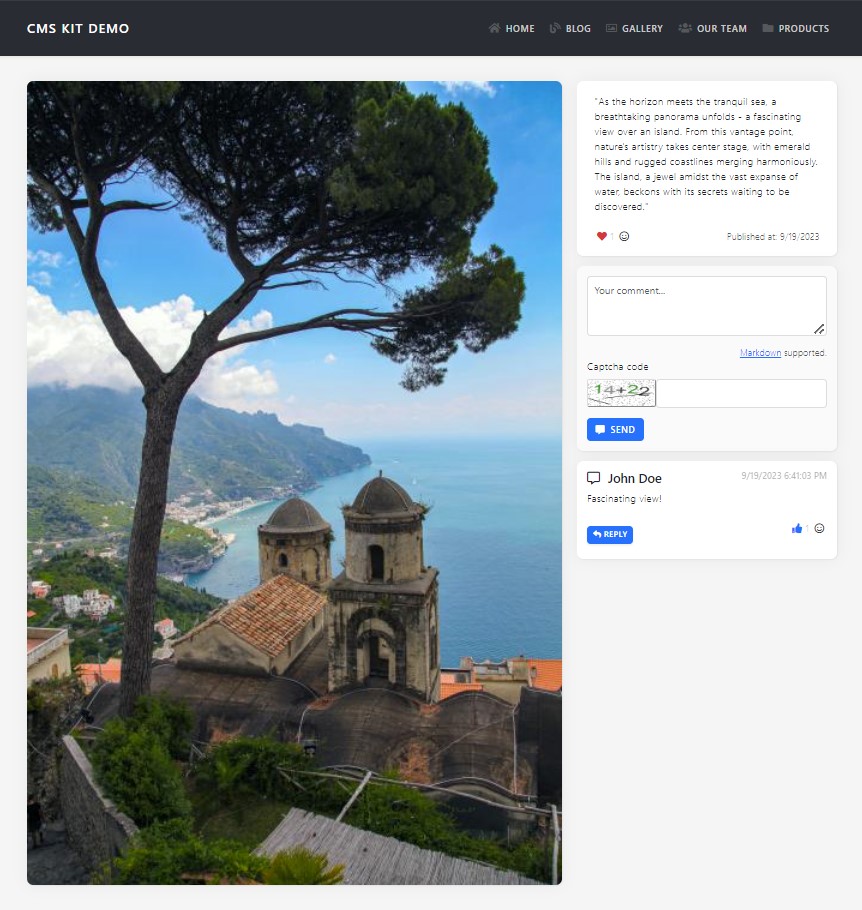 CMS KIT DEMO
HOME BLOG GALLERY OUR TEAM PRODUCTS
"As the horizon meets the tranquil sea, a
breathtaking panorama unfolds - a fascinating
view over an island. From this vantage point,
nature's artistry takes center stage, with emerald
hills and rugged coastlines merging harmoniously.
The island, a jewel amidst the vast expanse of
water, beckons with its secrets waiting to be
discovered."
1
Published at: 9/19/2023
Your comment...
Markdown supported.
Captcha code
14+22
SEND
John Doe
9/19/2023 6:41:03 PM
Fascinating view!
REPLY
1